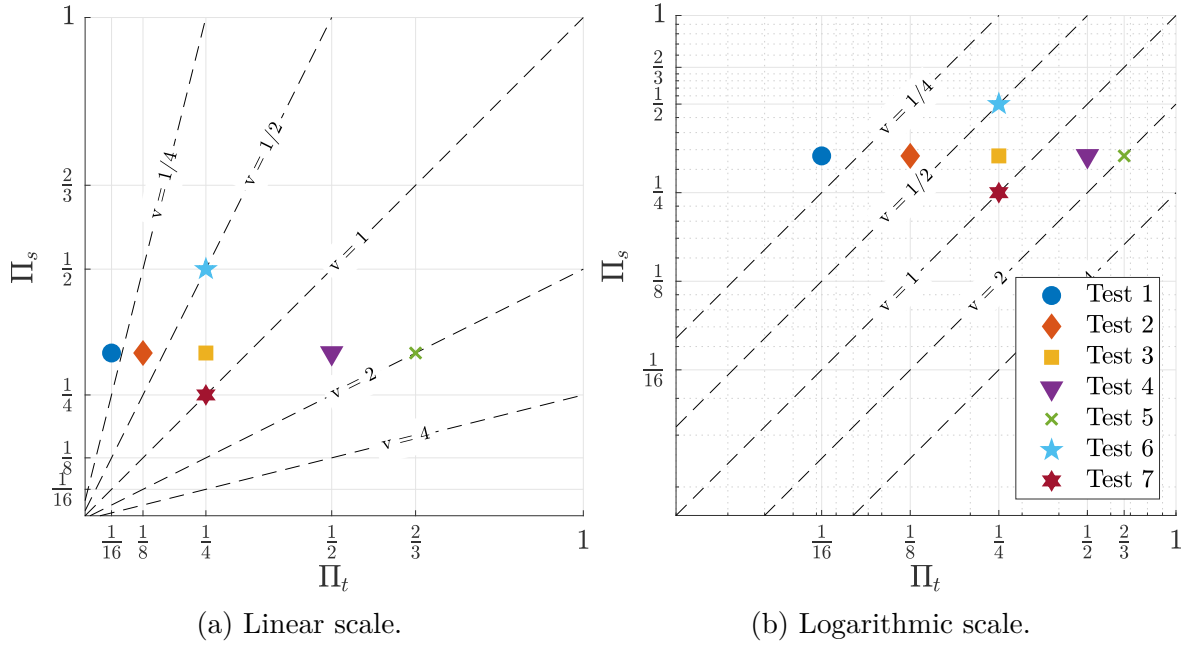 1
2/3
1/2
1/4
1/8
1/16
Π_s
v = 1/4
v = 1/2
v = 1
v = 2
v = 4
1/16
1/8
1/4
1/2
2/3
1
Π_t
(a) Linear scale.
1
2/3
1/2
1/4
1/8
1/16
Π_s
v = 1/4
v = 1/2
v = 1
v = 2
4
Test 1
Test 2
Test 3
Test 4
Test 5
Test 6
Test 7
1/16
1/8
1/4
1/2
2/3
1
Π_t
(b) Logarithmic scale.